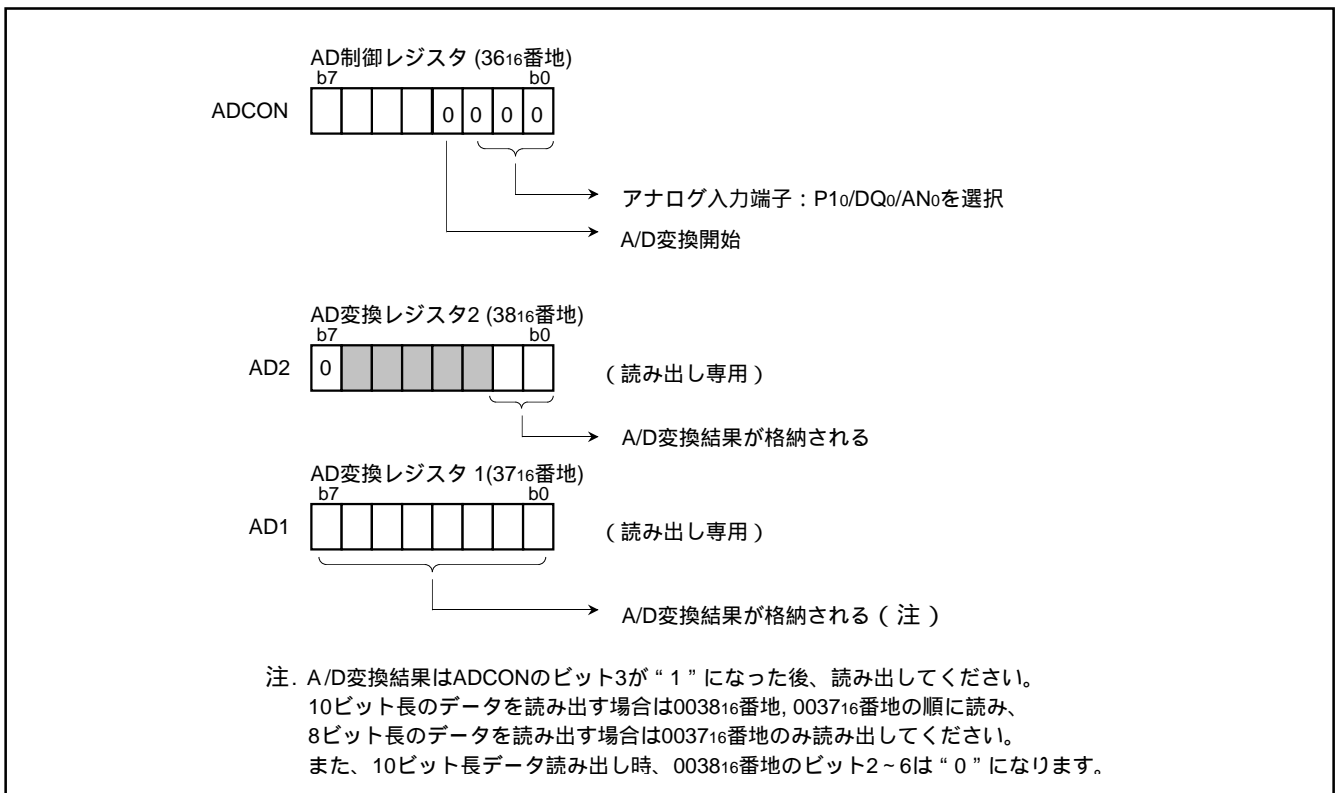 AD制御レジスタ (3616番地)
b7 b0
ADCON 0 0 0 0
アナログ入力端子：P10/DQ0/AN0を選択
A/D変換開始
AD変換レジスタ2 (3816番地)
b7 b0
AD2 0 （読み出し専用）
A/D変換結果が格納される
AD変換レジスタ 1(3716番地)
b7 b0
AD1 （読み出し専用）
A/D変換結果が格納される（注）
注. A/D変換結果はADCONのビット3が“1”になった後、読み出してください。
10ビット長のデータを読み出す場合は003816番地, 003716番地の順に読み、
8ビット長のデータを読み出す場合は003716番地のみ読み出してください。
また、10ビット長データ読み出し時、003816番地のビット2~6は“0”になります。